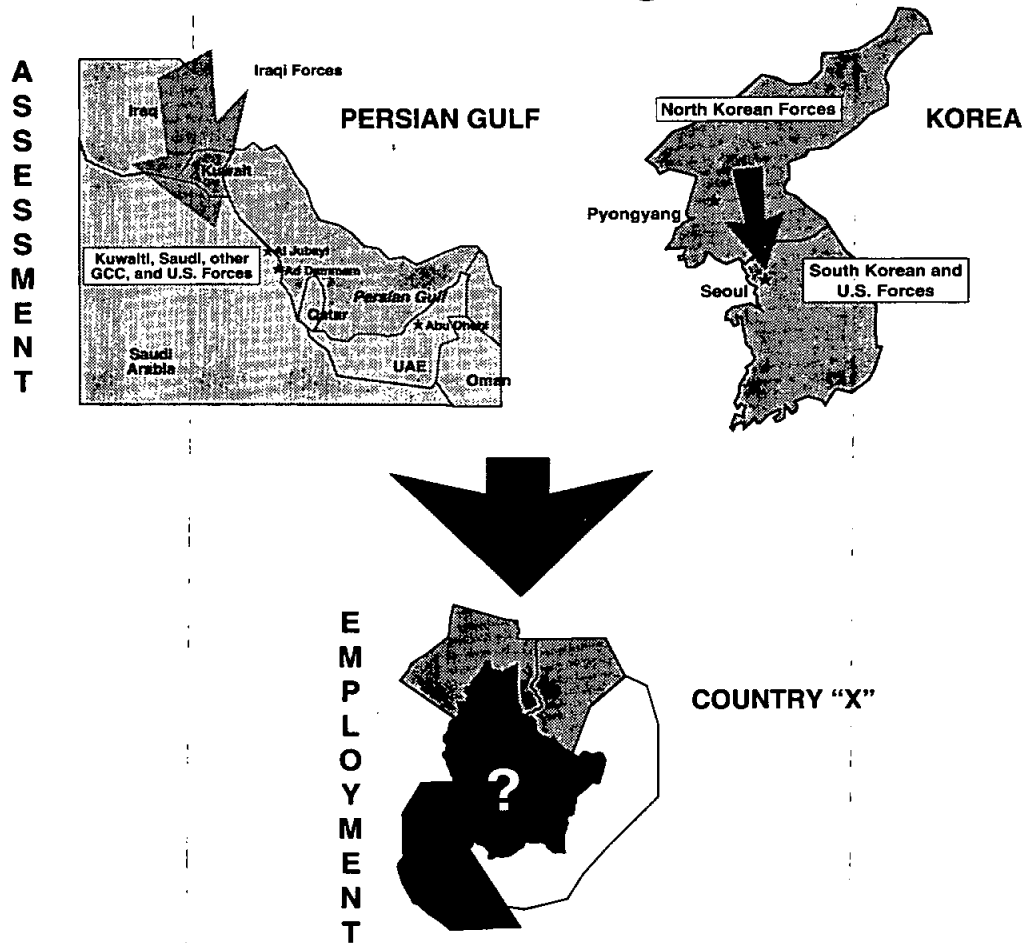 ASSESSMENT
Iraqi Forces
Iraq
PERSIAN GULF
Kuwait
Kuwaiti, Saudi, other
GCC, and U.S. Forces
Al Jubayl
Ad Dammam
Persian Gulf
Qatar
Abu Dhabi
Saudi
Arabia
UAE
Oman
North Korean Forces
KOREA
Pyongyang
Seoul
South Korean and
U.S. Forces
EMPLOYMENT
COUNTRY “X”
?